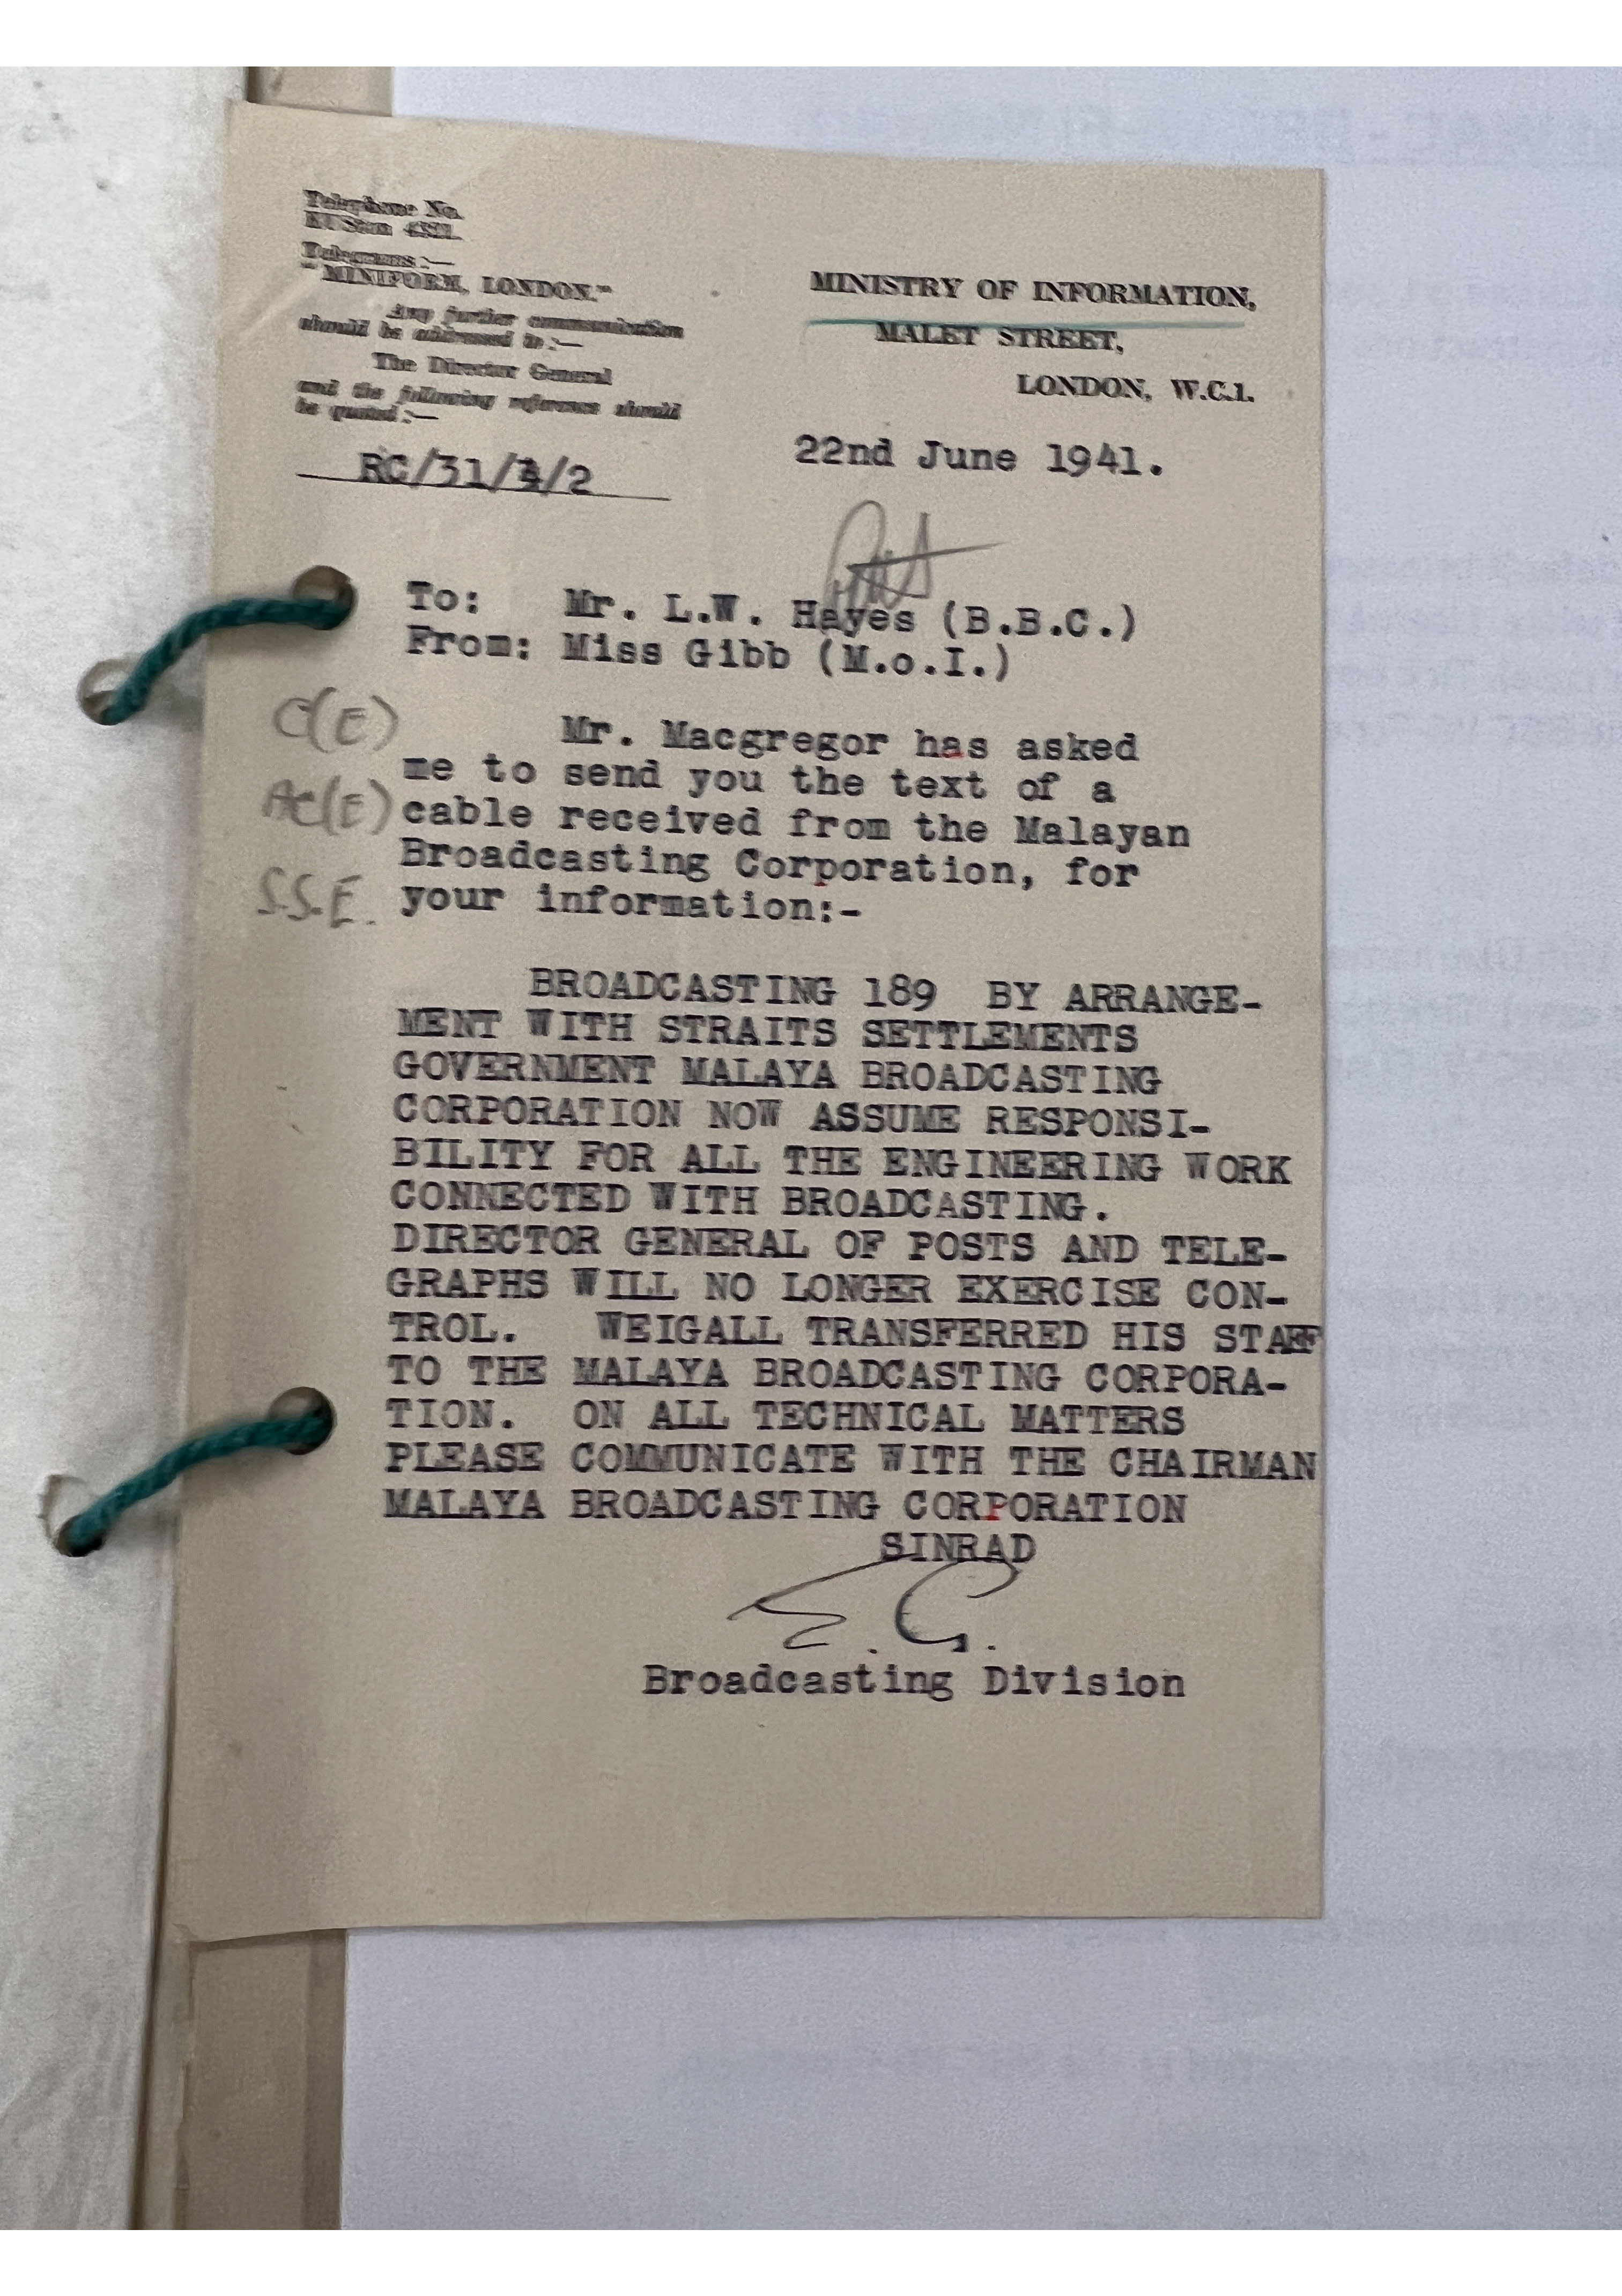 Telephone No.
EUSton 4321.
Telegrams:—
"MINIFORM, LONDON."
Any further communication
should be addressed to:—
The Director General
and the following reference should
be quoted:—
RC/31/ /2
MINISTRY OF INFORMATION,
MALET STREET,
LONDON, W.C.1.
22nd June 1941.
To: Mr. L.W. Hayes (B.B.C.)
From: Miss Gibb (M.o.I.)
C(E)
AC(E)
S.S.E.
Mr. Macgregor has asked
me to send you the text of a
cable received from the Malayan
Broadcasting Corporation, for
your information:-
BROADCASTING 189 BY ARRANGE-
MENT WITH STRAITS SETTLEMENTS
GOVERNMENT MALAYA BROADCASTING
CORPORATION NOW ASSUME RESPONSI-
BILITY FOR ALL THE ENGINEERING WORK
CONNECTED WITH BROADCASTING.
DIRECTOR GENERAL OF POSTS AND TELE-
GRAPHS WILL NO LONGER EXERCISE CON-
TROL. WEIGALL TRANSFERRED HIS STAFF
TO THE MALAYA BROADCASTING CORPORA-
TION. ON ALL TECHNICAL MATTERS
PLEASE COMMUNICATE WITH THE CHAIRMAN
MALAYA BROADCASTING CORPORATION
SINRAD
E.G.
Broadcasting Division